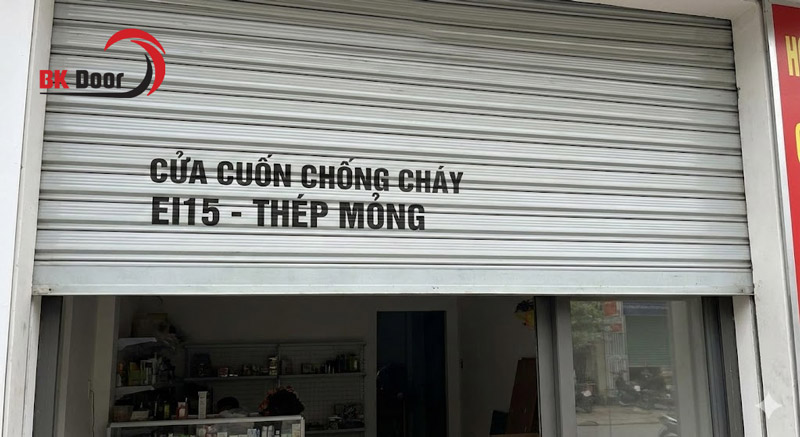 BK Door
CỬA CUỐN CHỐNG CHÁY
EI15 - THÉP MỎNG